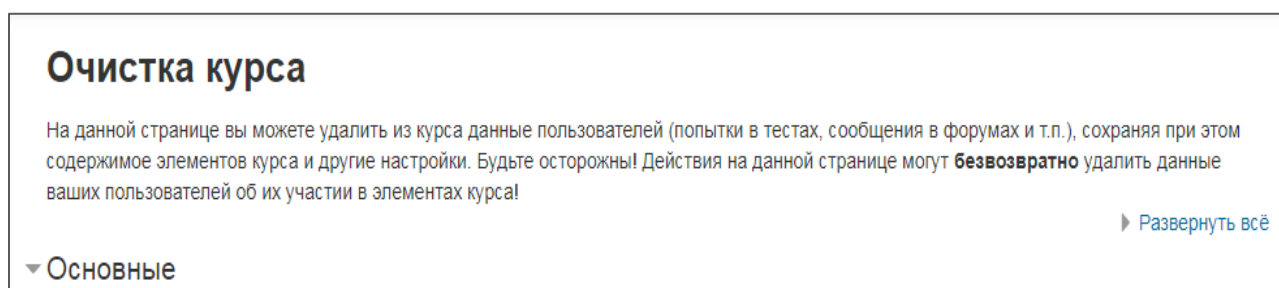 Очистка курса
На данной странице вы можете удалить из курса данные пользователей (попытки в тестах, сообщения в форумах и т.п.), сохраняя при этом
содержимое элементов курса и другие настройки. Будьте осторожны! Действия на данной странице могут безвозвратно удалить данные
ваших пользователей об их участии в элементах курса!
Развернуть всё
Основные